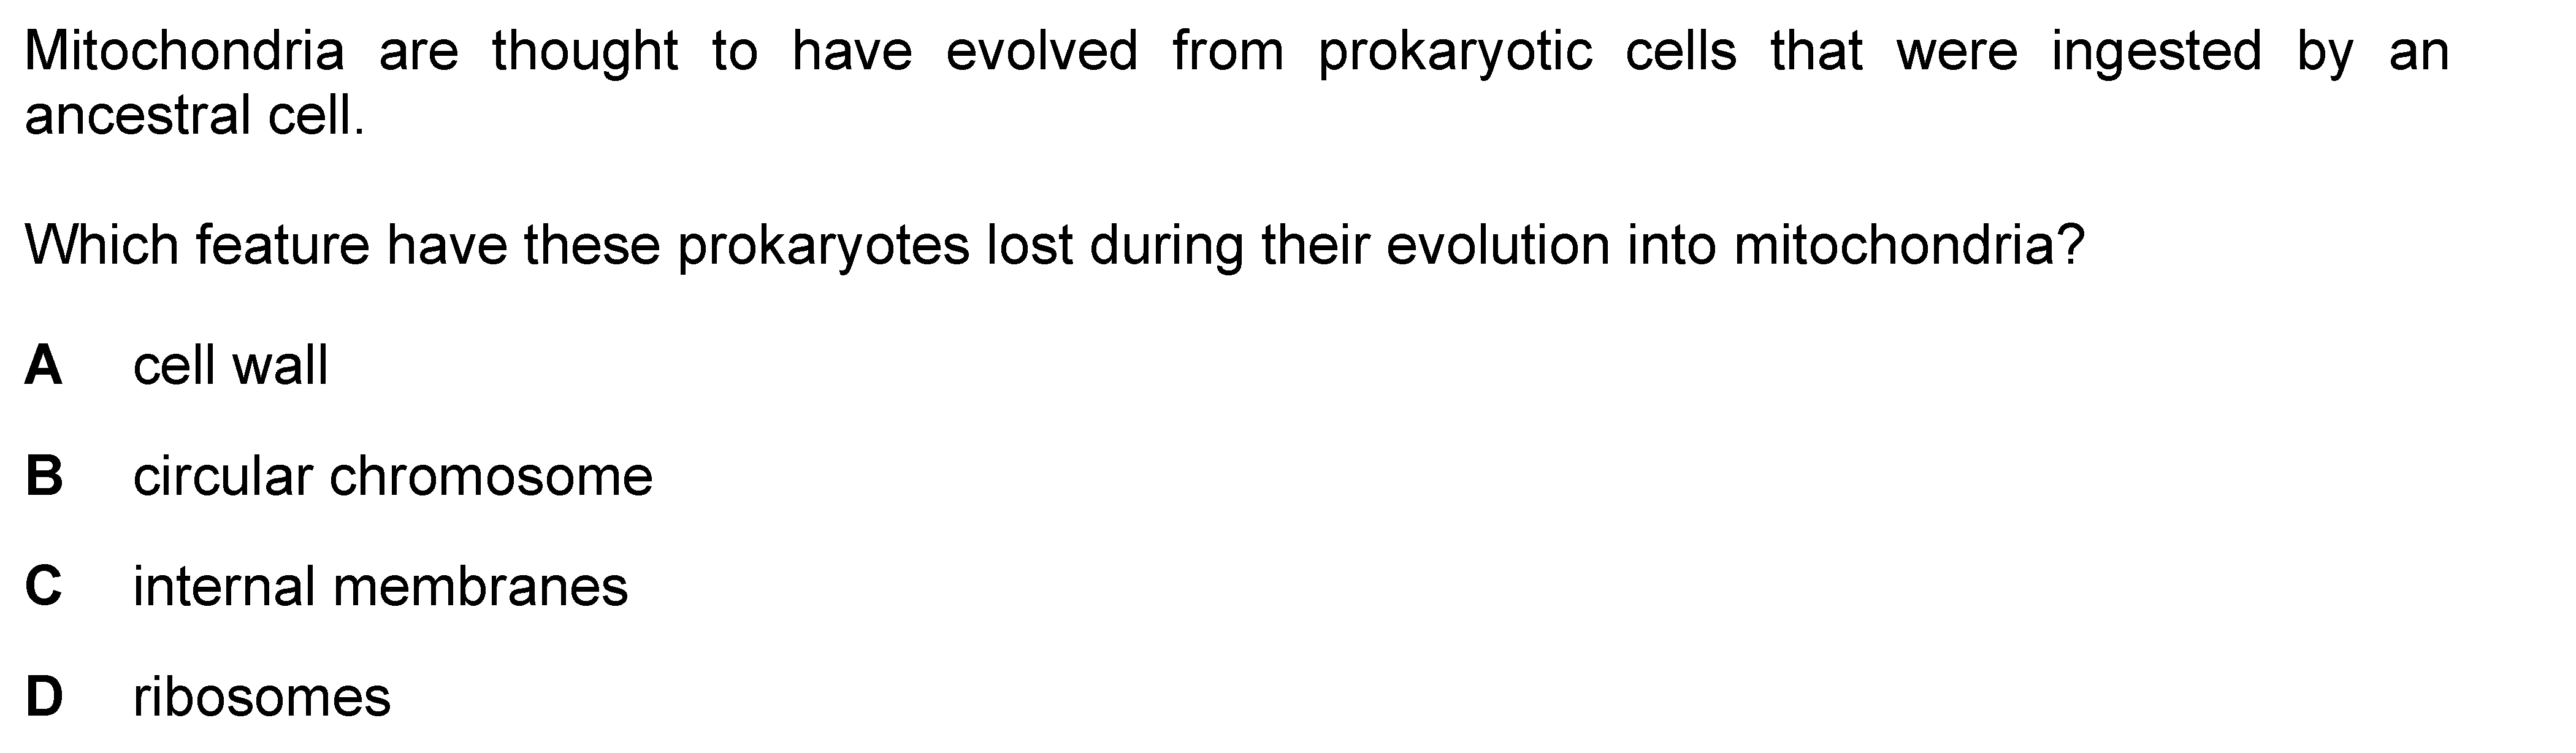 Mitochondria are thought to have evolved from prokaryotic cells that were ingested by an
ancestral cell.
Which feature have these prokaryotes lost during their evolution into mitochondria?
A cell wall
B circular chromosome
C internal membranes
D ribosomes